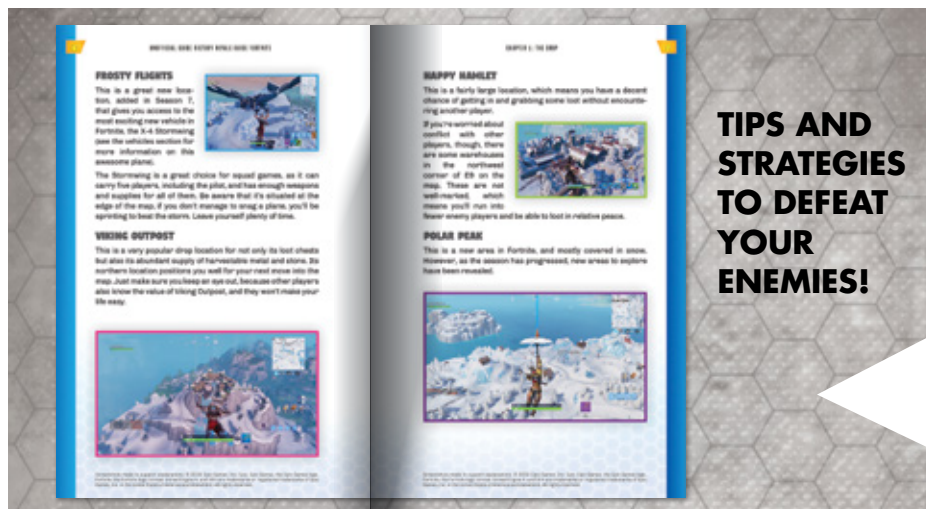 UNOFFICIAL GUIDE VICTORY ROYALE GUIDE FORTNITE
FROSTY FLIGHTS
This is a great new loca-
tion, added in Season 7,
that gives you access to the
most exciting new vehicle in
Fortnite, the X-4 Stormwing
(see the vehicles section for
more information on this
awesome plane).
The Stormwing is a great choice for squad games, as it can
carry five players, including the pilot, and has enough weapons
and supplies for all of them. Be aware that it's situated at the
edge of the map. If you don't manage to snag a plane, you'll be
sprinting to beat the storm. Leave yourself plenty of time.
VIKING OUTPOST
This is a very popular drop location for not only its loot chests
but also its abundant supply of harvestable metal and stone. Its
northern location positions you well for your next move into the
map. Just make sure you keep an eye out, because other players
also know the value of Viking Outpost, and they won't make your
life easy.
CHAPTER 2: THE DROP
HAPPY HAMLET
This is a fairly large location, which means you have a decent
chance of getting in and grabbing some loot without encounte-
ring another player.
If you're worried about
conflict with other
players, though, there
are some warehouses
in the northwest
corner of E9 on the
map. These are not
well-marked, which
means you'll run into
fewer enemy players and be able to loot in relative peace.
POLAR PEAK
This is a new area in Fortnite, and mostly covered in snow.
However, as the season has progressed, new areas to explore
have been revealed.
TIPS AND
STRATEGIES
TO DEFEAT
YOUR
ENEMIES!